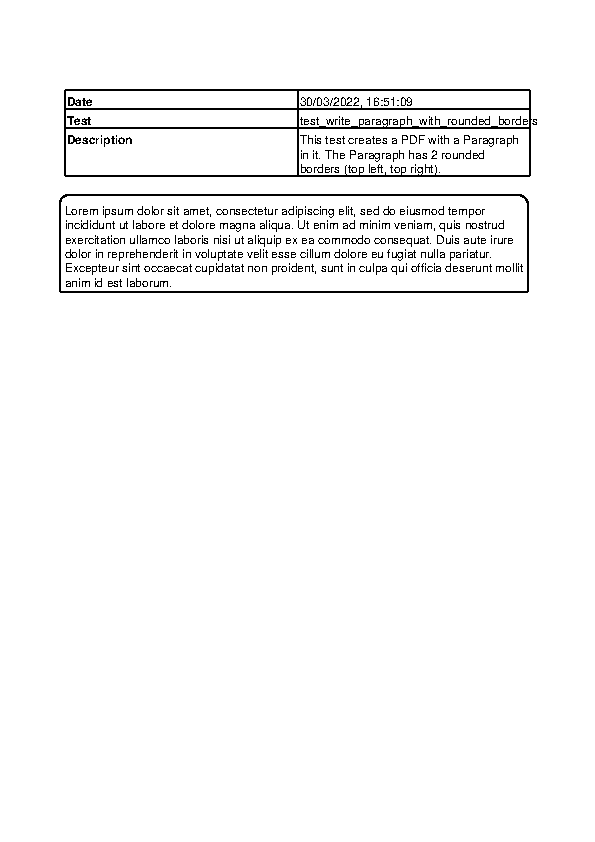 Date 30/03/2022, 16:51:09
Test test_write_paragraph_with_rounded_borders
Description This test creates a PDF with a Paragraph
in it. The Paragraph has 2 rounded
borders (top left, top right).
Lorem ipsum dolor sit amet, consectetur adipiscing elit, sed do eiusmod tempor
incididunt ut labore et dolore magna aliqua. Ut enim ad minim veniam, quis nostrud
exercitation ullamco laboris nisi ut aliquip ex ea commodo consequat. Duis aute irure
dolor in reprehenderit in voluptate velit esse cillum dolore eu fugiat nulla pariatur.
Excepteur sint occaecat cupidatat non proident, sunt in culpa qui officia deserunt mollit
anim id est laborum.